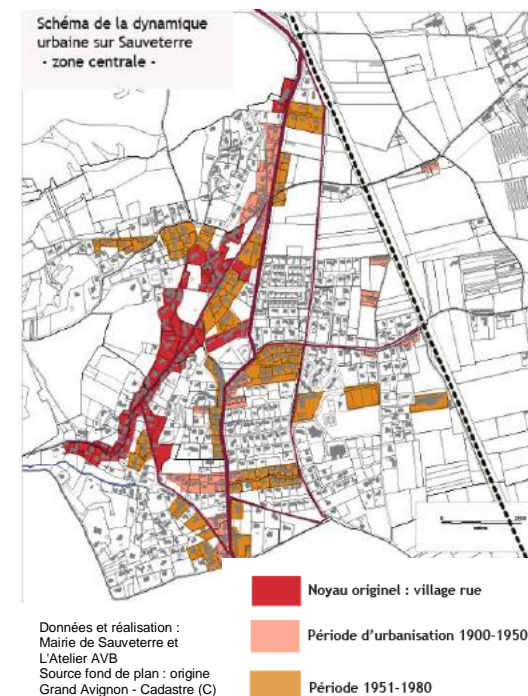 Schéma de la dynamique
urbaine sur Sauveterre
- zone centrale -
Noyau originel : village rue
Période d'urbanisation 1900-1950
Période 1951-1980
Données et réalisation :
Mairie de Sauveterre et
L'Atelier AVB
Source fond de plan : origine
Grand Avignon - Cadastre (C)